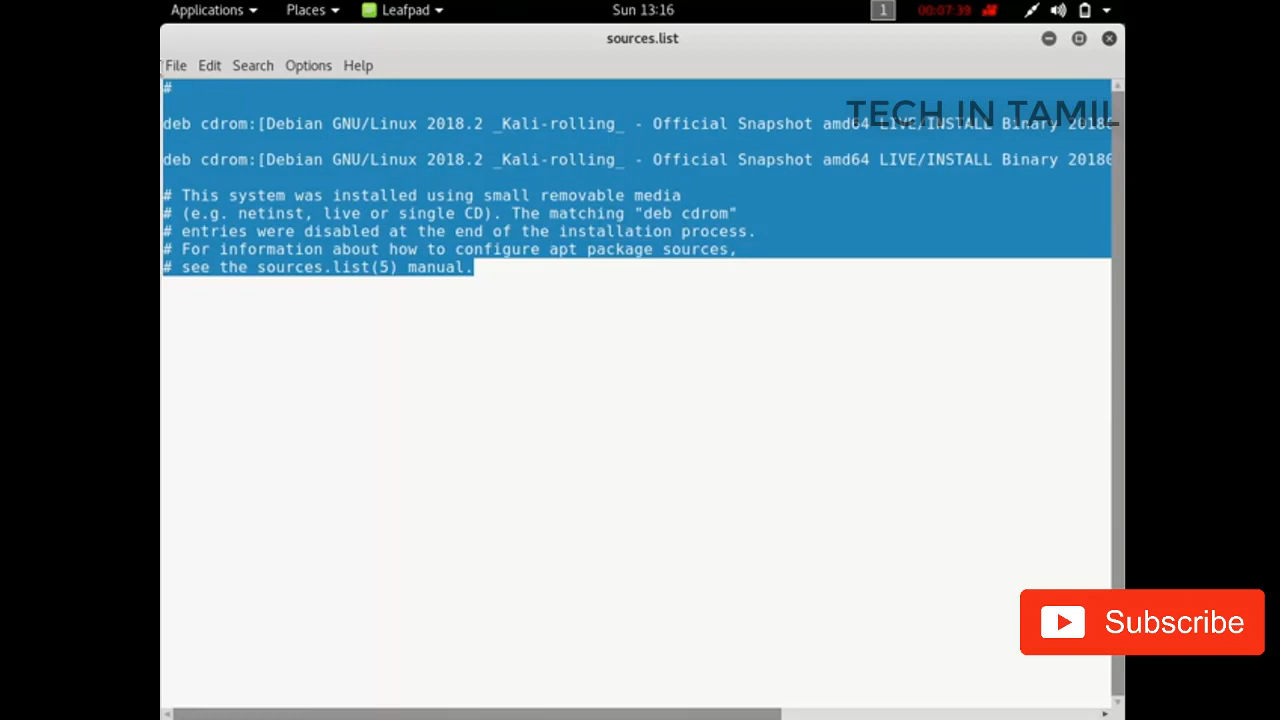 Applications Places Leafpad Sun 13:16 1 00:07:39
sources.list
File Edit Search Options Help
#
TECH IN TAMIL
deb cdrom:[Debian GNU/Linux 2018.2 _Kali-rolling_ - Official Snapshot amd64 LIVE/INSTALL Binary
deb cdrom:[Debian GNU/Linux 2018.2 _Kali-rolling_ - Official Snapshot amd64 LIVE/INSTALL Binary
# This system was installed using small removable media
# (e.g. netinst, live or single CD). The matching "deb cdrom"
# entries were disabled at the end of the installation process.
# For information about how to configure apt package sources,
# see the sources.list(5) manual.
Subscribe